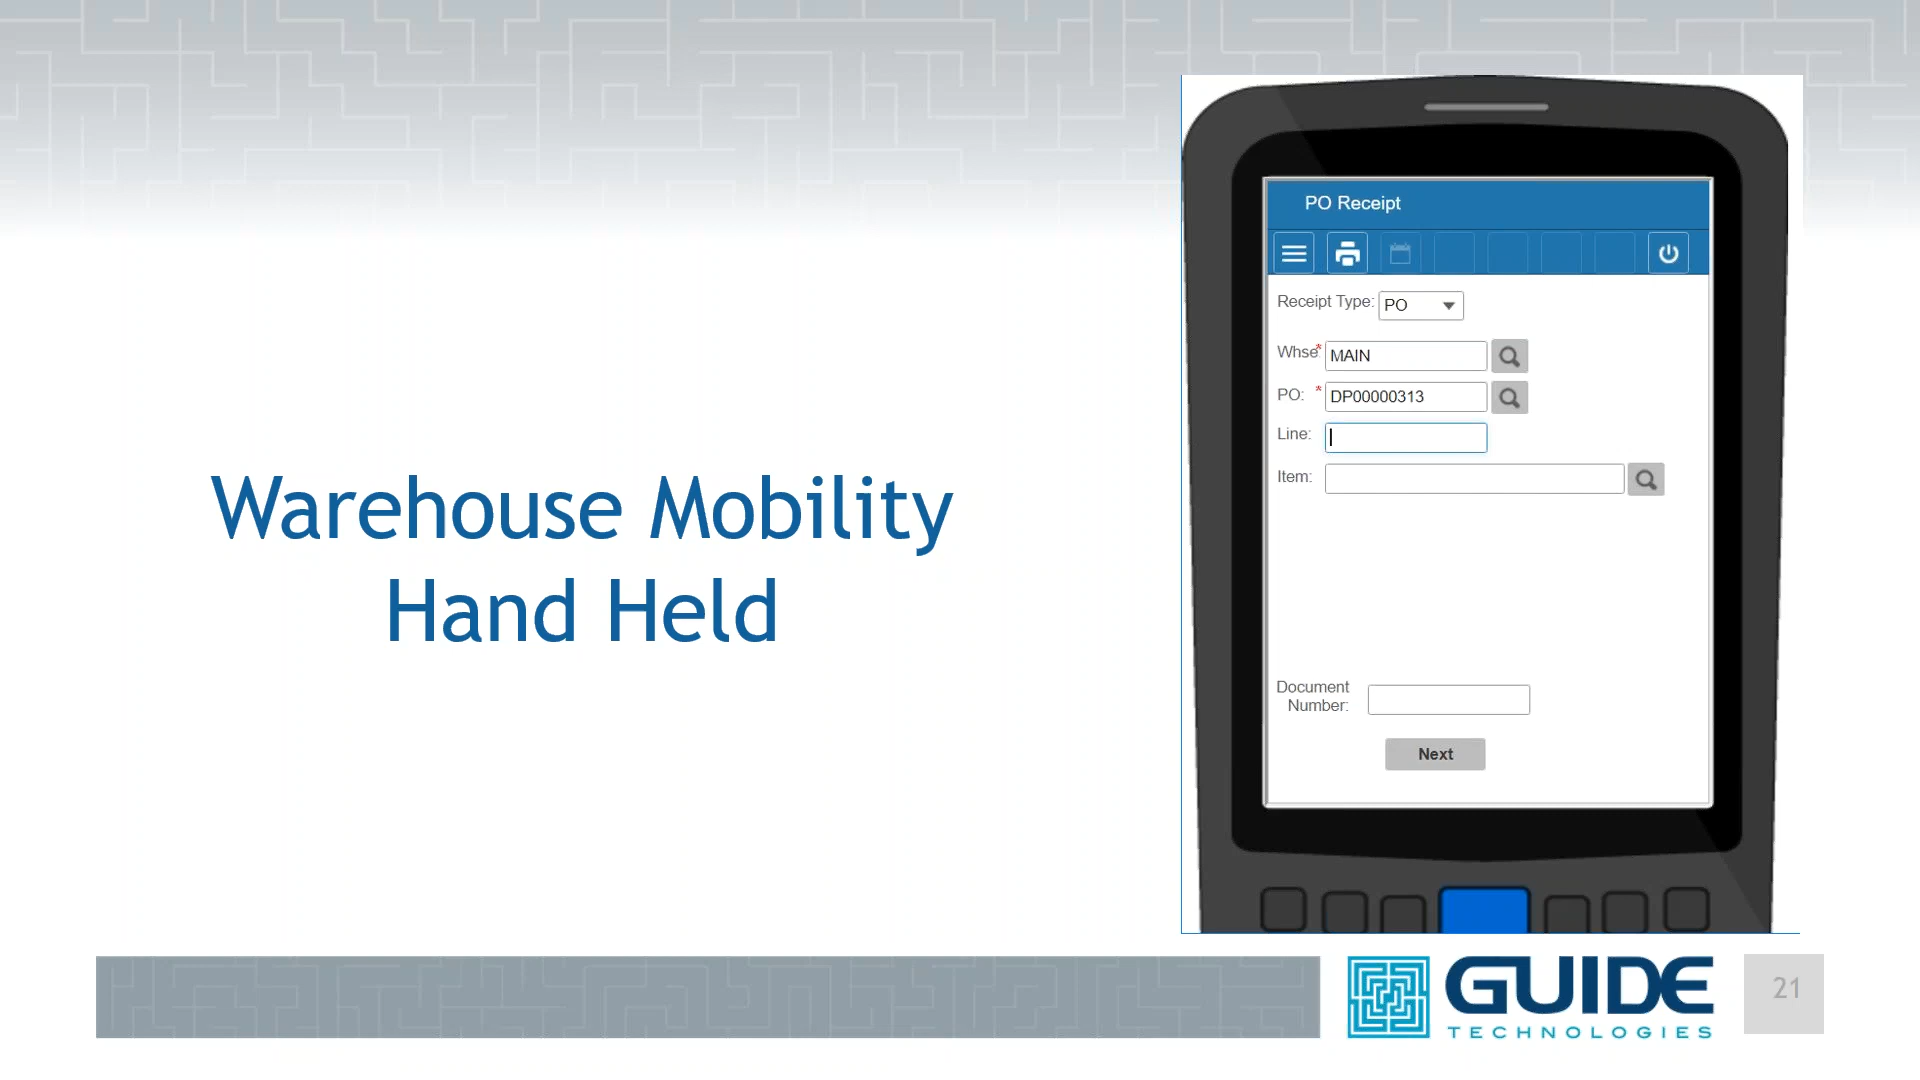 Warehouse Mobility
Hand Held
PO Receipt
Receipt Type: PO
Whse* MAIN
PO: * DP00000313
Line:
Item:
Document
Number:
Next
GUIDE
TECHNOLOGIES
21